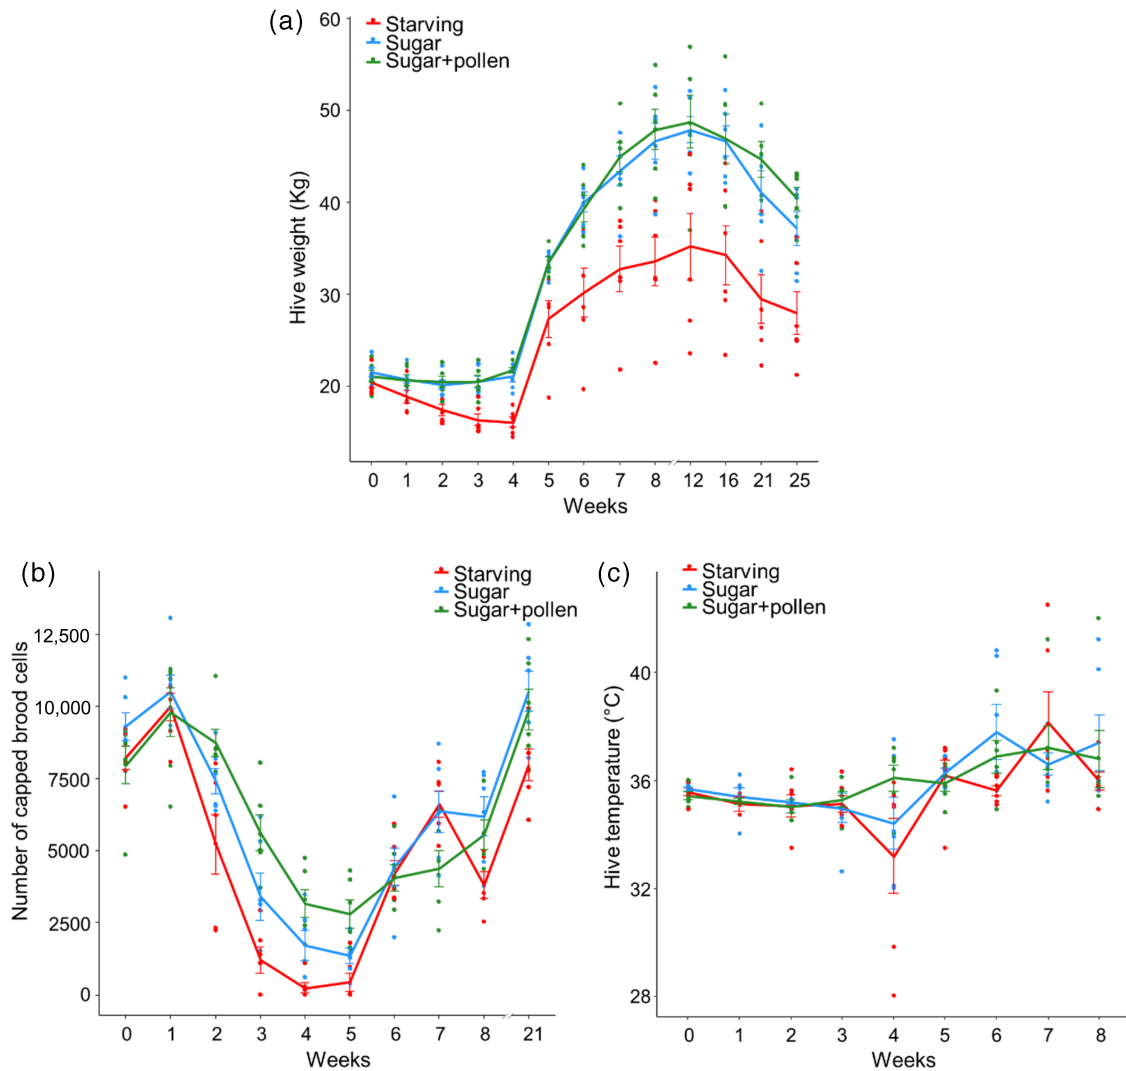 (a)
Starving
Sugar
Sugar+pollen
60
50
40
30
20
Hive weight (Kg)
0 1 2 3 4 5 6 7 8 12 16 21 25
Weeks
(b)
Starving
Sugar
Sugar+pollen
12,500
10,000
7500
5000
2500
0
Number of capped brood cells
0 1 2 3 4 5 6 7 8 21
Weeks
(c)
Starving
Sugar
Sugar+pollen
40
36
32
28
Hive temperature (°C)
0 1 2 3 4 5 6 7 8
Weeks